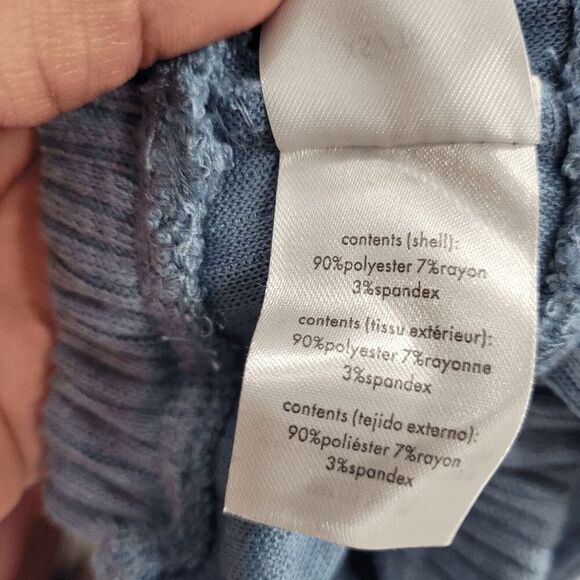 contents (shell):
90%polyester 7%rayon
3%spandex
contents (tissu extérieur):
90%polyester 7%rayonne
3%spandex
contents (tejido externo):
90%poliéster 7%rayon
3%spandex